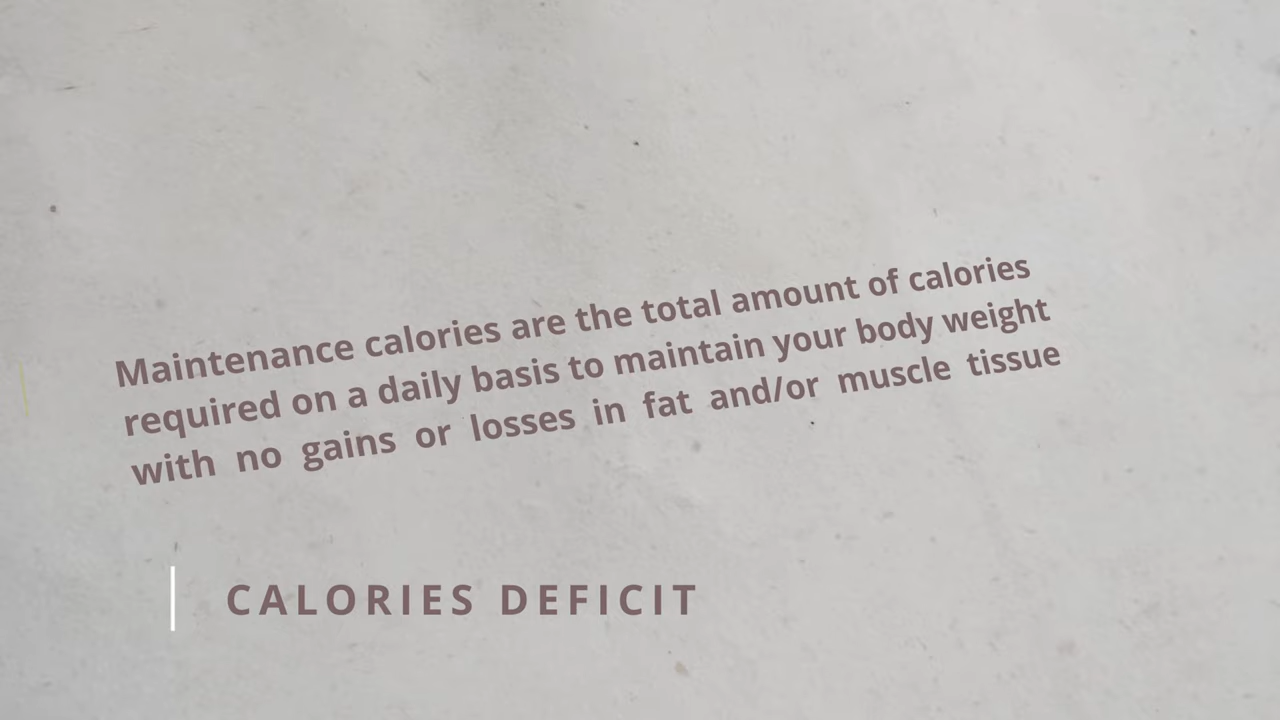 Maintenance calories are the total amount of calories
required on a daily basis to maintain your body weight
with no gains or losses in fat and/or muscle tissue
CALORIES DEFICIT